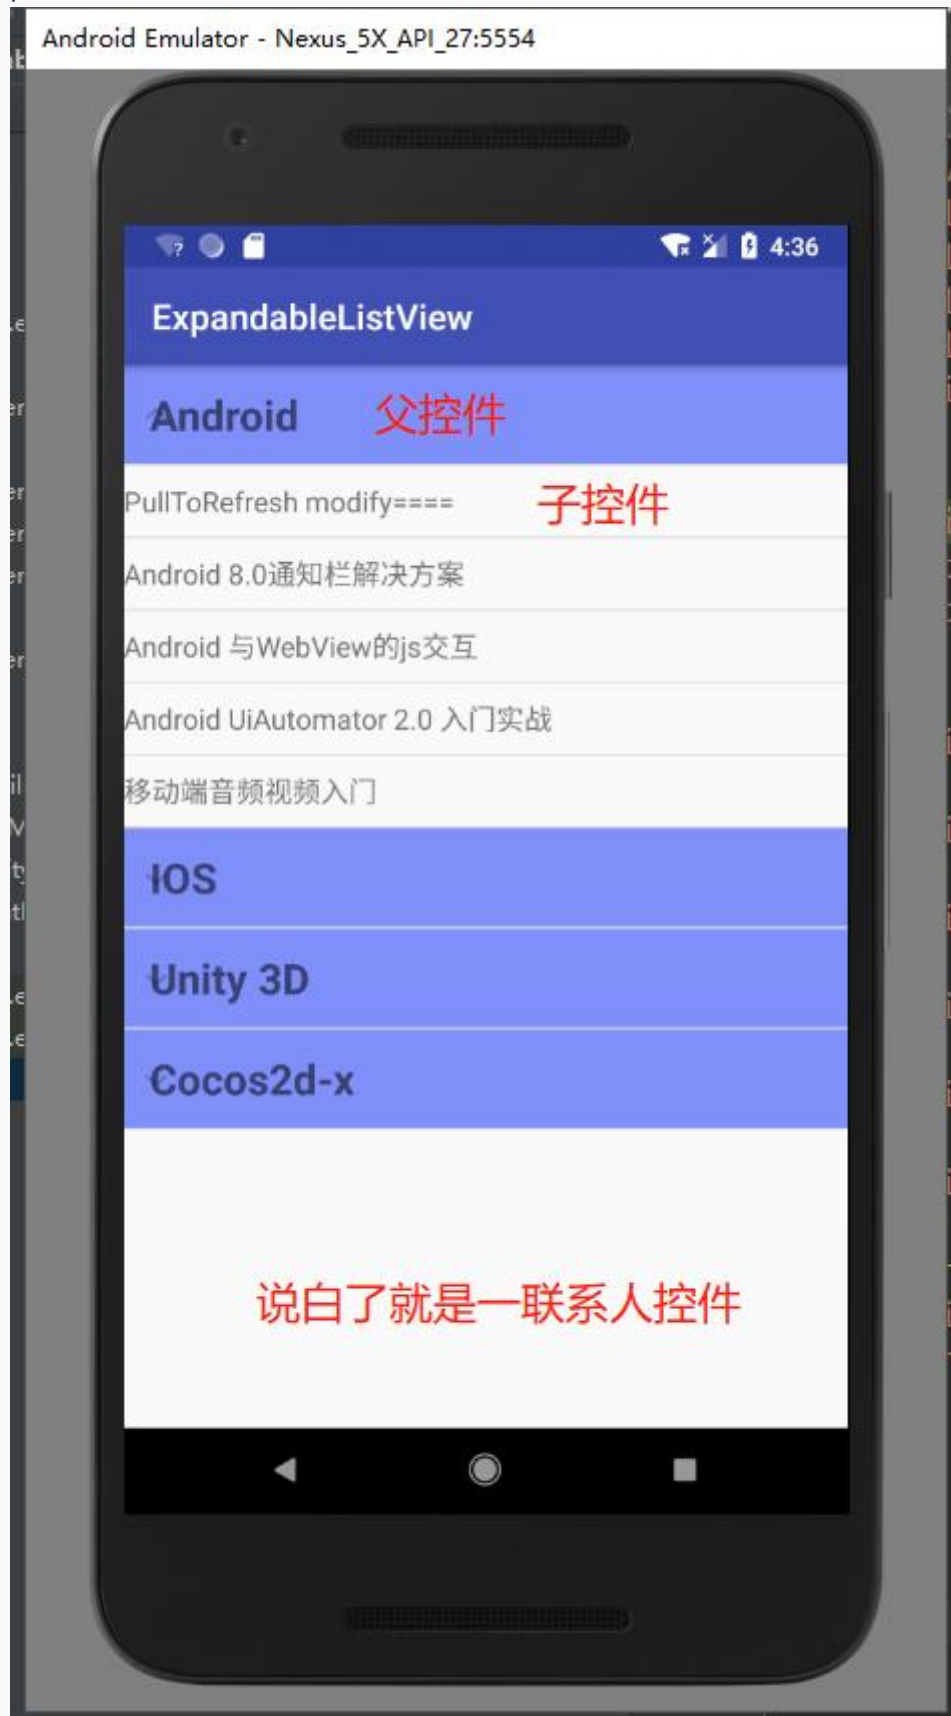 Android Emulator - Nexus_5X_API_27:5554
4:36
ExpandableListView
Android 父控件
PullToRefresh modify==== 子控件
Android 8.0通知栏解决方案
Android 与WebView的js交互
Android UiAutomator 2.0 入门实战
移动端音频视频入门
IOS
Unity 3D
Cocos2d-x
说白了就是一联系人控件